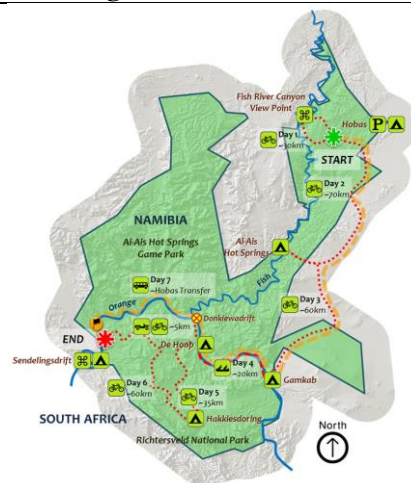 Fish River Canyon
View Point
Hobas
P
Day 1
~30km
START
Day 2
~70km
NAMIBIA
Ai-Ais Hot Springs
Game Park
Ai-Ais
Hot Springs
Fish
Day 7
~Hobas Transfer
Orange
Day 3
~60km
Donkiewadrift
END
~5km
De Hoop
Day 4
~20km
Sendelingsdrift
Gamkab
Day 6
~60km
Day 5
~35km
Hakkiesdoring
SOUTH AFRICA
Richtersveld National Park
North